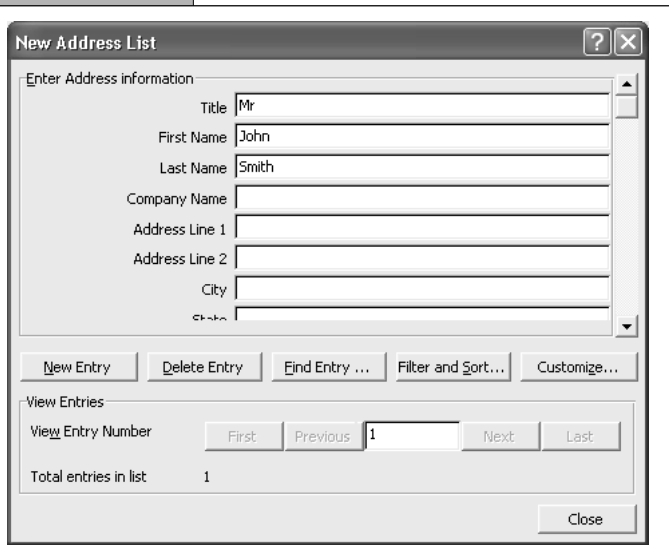 New Address List
Enter Address information
Title Mr
First Name John
Last Name Smith
Company Name
Address Line 1
Address Line 2
City
State
New Entry Delete Entry Find Entry ... Filter and Sort... Customize...
View Entries
View Entry Number First Previous 1 Next Last
Total entries in list 1
Close